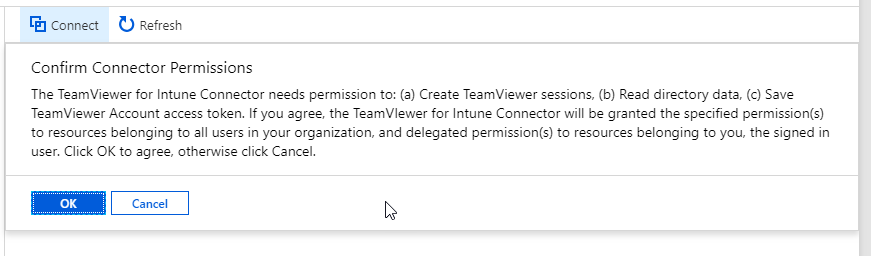 Connect Refresh
Confirm Connector Permissions
The TeamViewer for Intune Connector needs permission to: (a) Create TeamViewer sessions, (b) Read directory data, (c) Save
TeamViewer Account access token. If you agree, the TeamVIewer for Intune Connector will be granted the specified permission(s)
to resources belonging to all users in your organization, and delegated permission(s) to resources belonging to you, the signed in
user. Click OK to agree, otherwise click Cancel.
OK Cancel